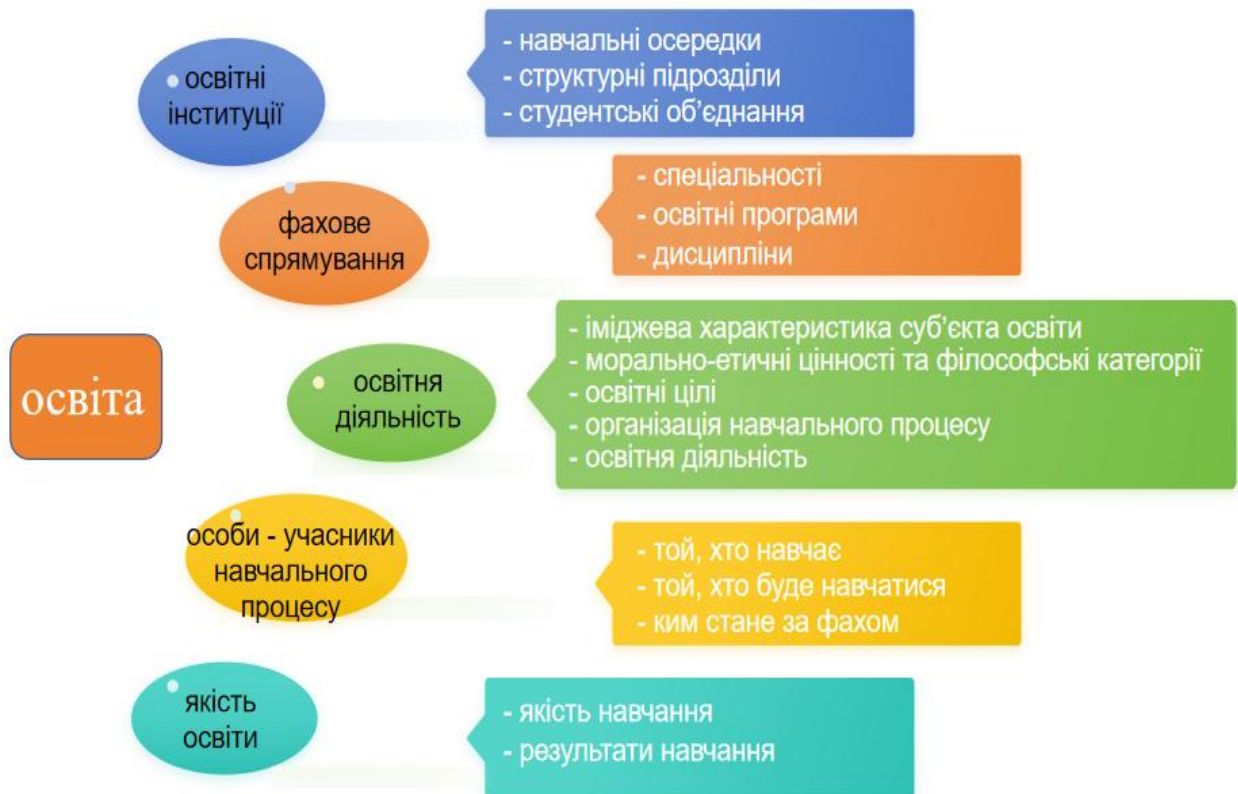 освіта
освітні
інституції
- навчальні осередки
- структурні підрозділи
- студентські об’єднання
фахове
спрямування
- спеціальності
- освітні програми
- дисципліни
освітня
діяльність
- іміджева характеристика суб’єкта освіти
- морально-етичні цінності та філософські категорії
- освітні цілі
- організація навчального процесу
- освітня діяльність
особи - учасники
навчального
процесу
- той, хто навчає
- той, хто буде навчатися
- ким стане за фахом
якість
освіти
- якість навчання
- результати навчання